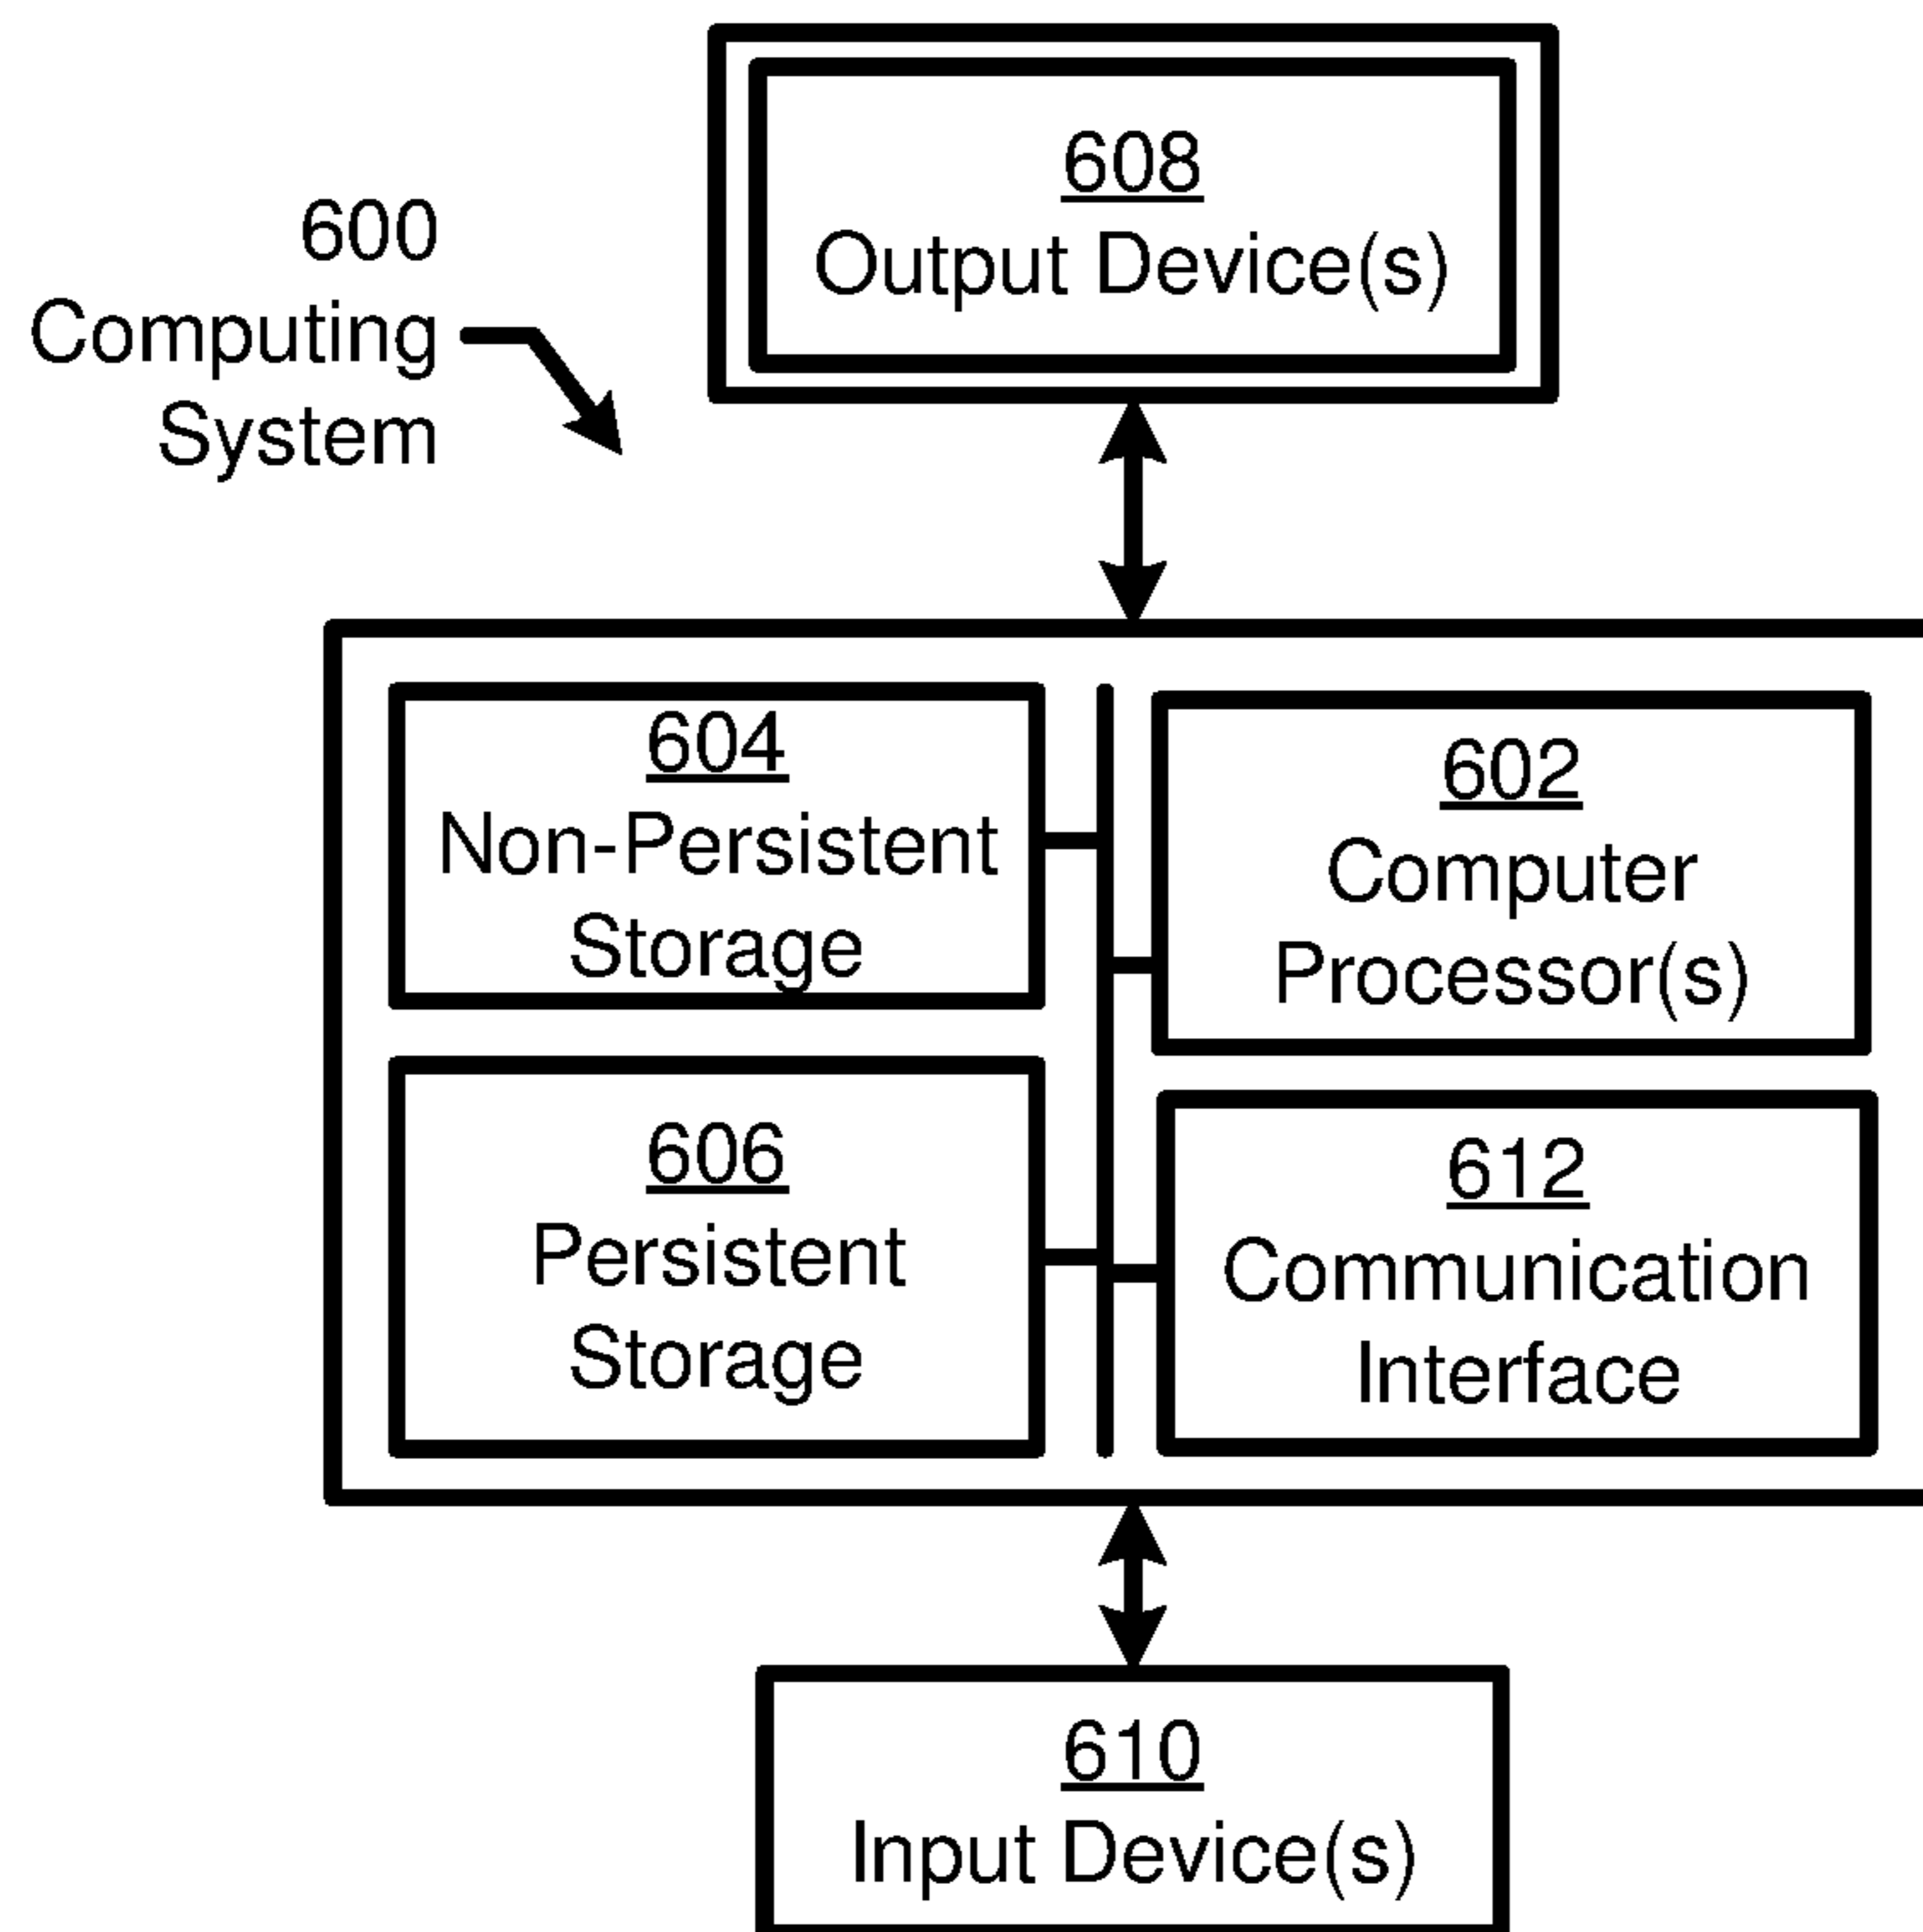 608
Output Device(s)
600
Computing
System
604
Non-Persistent
Storage
602
Computer
Processor(s)
606
Persistent
Storage
612
Communication
Interface
610
Input Device(s)